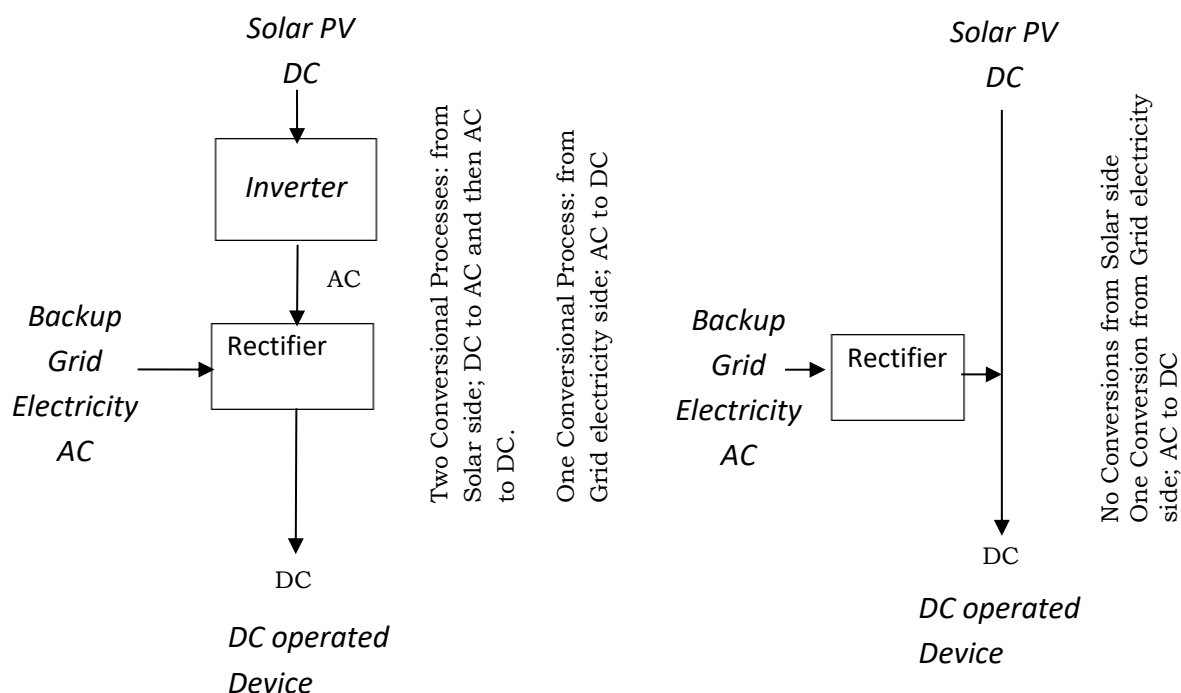 Solar PV
DC
Inverter
AC
Backup
Grid
Electricity
AC
Rectifier
DC
DC operated
Device
Two Conversional Processes: from
Solar side; DC to AC and then AC
to DC.
One Conversional Process: from
Grid electricity side; AC to DC
Solar PV
DC
Backup
Grid
Electricity
AC
Rectifier
DC
DC operated
Device
No Conversions from Solar side
One Conversion from Grid electricity
side; AC to DC